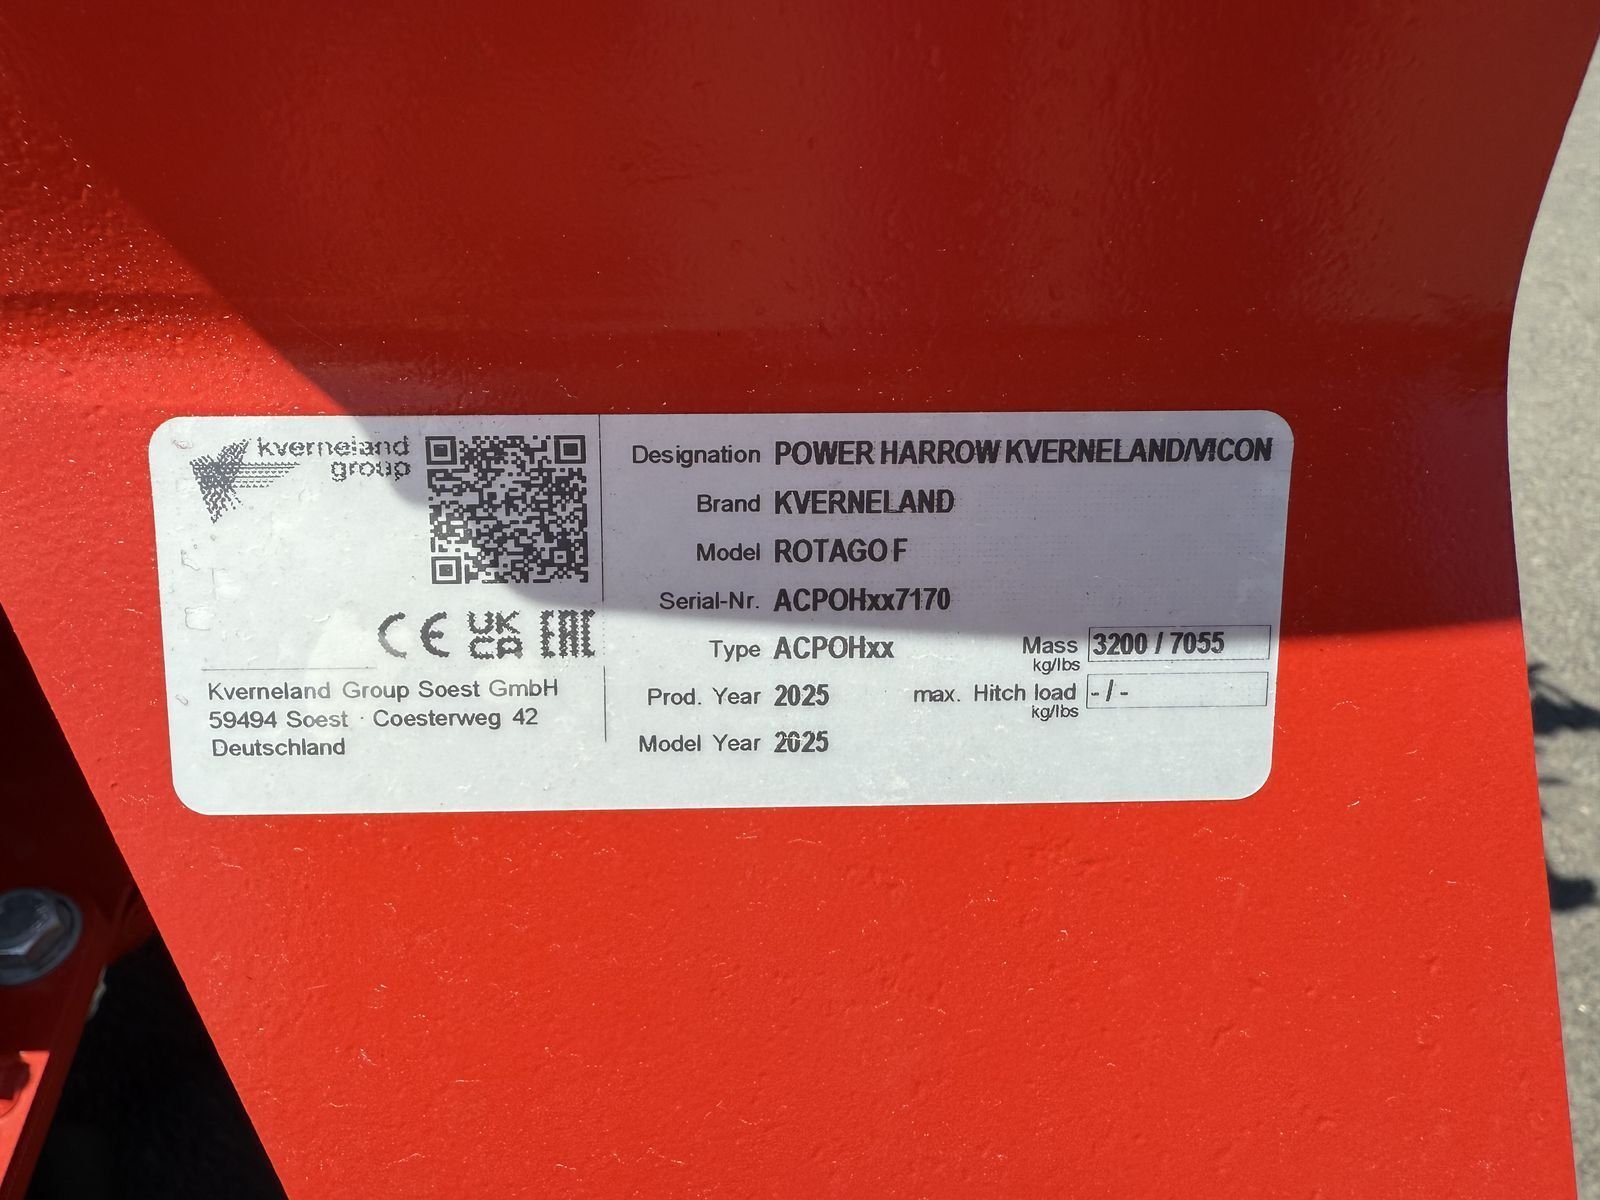 kverneland
group
CE UK CA EAC
Kverneland Group Soest GmbH
59494 Soest · Coesterweg 42
Deutschland
Designation POWER HARROW KVERNELAND/VICON
Brand KVERNELAND
Model ROTAGO F
Serial-Nr. ACPOHxx7170
Type ACPOHxx Mass 3200 / 7055
kg/lbs
Prod. Year 2025 max. Hitch load - / -
kg/lbs
Model Year 2025